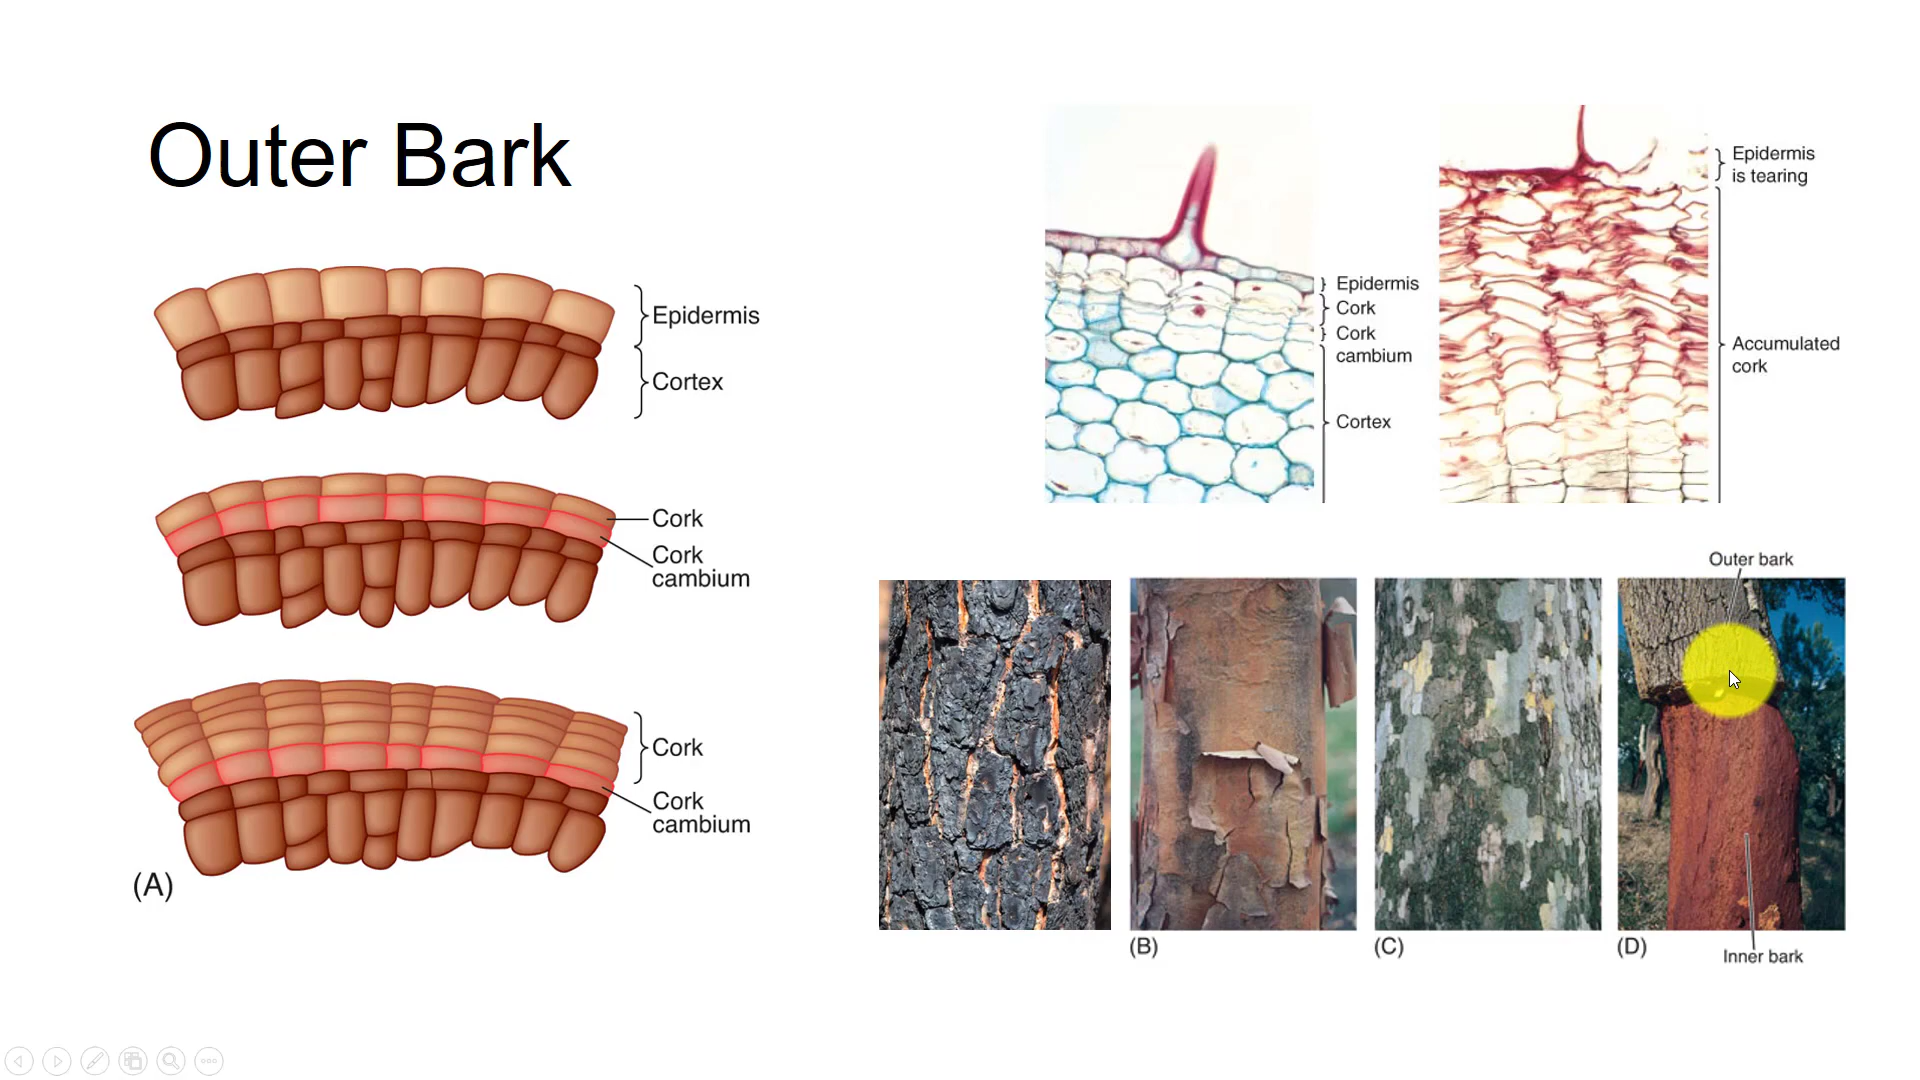 Outer Bark
Epidermis
Cortex
Cork
Cork
cambium
Cork
Cork
cambium
(A)
Epidermis
Cork
Cork
cambium
Cortex
Epidermis
is tearing
Accumulated
cork
Outer bark
(B)
(C)
(D)
Inner bark